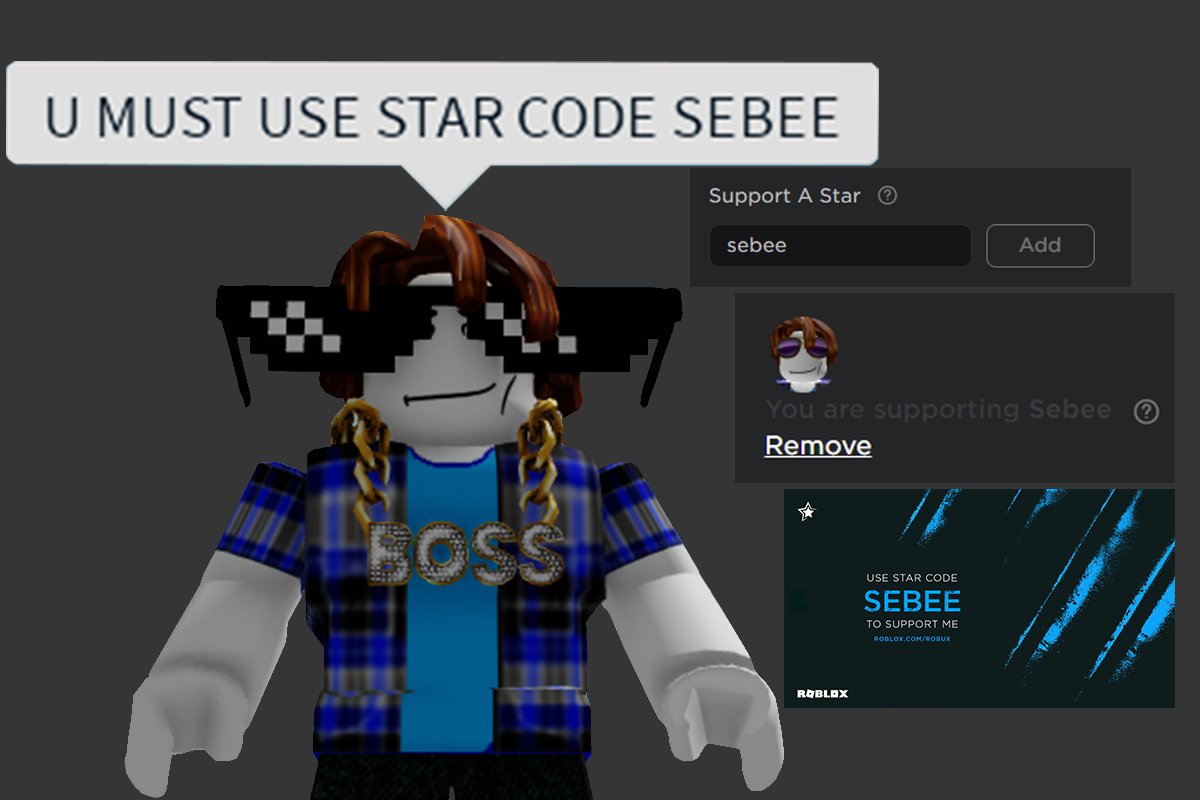 U MUST USE STAR CODE SEBEE
Support A Star ?
sebee Add
You are supporting Sebee ?
Remove
BOSS
USE STAR CODE
SEBEE
TO SUPPORT ME
ROBLOX.COM/ROBUX
ROBLOX